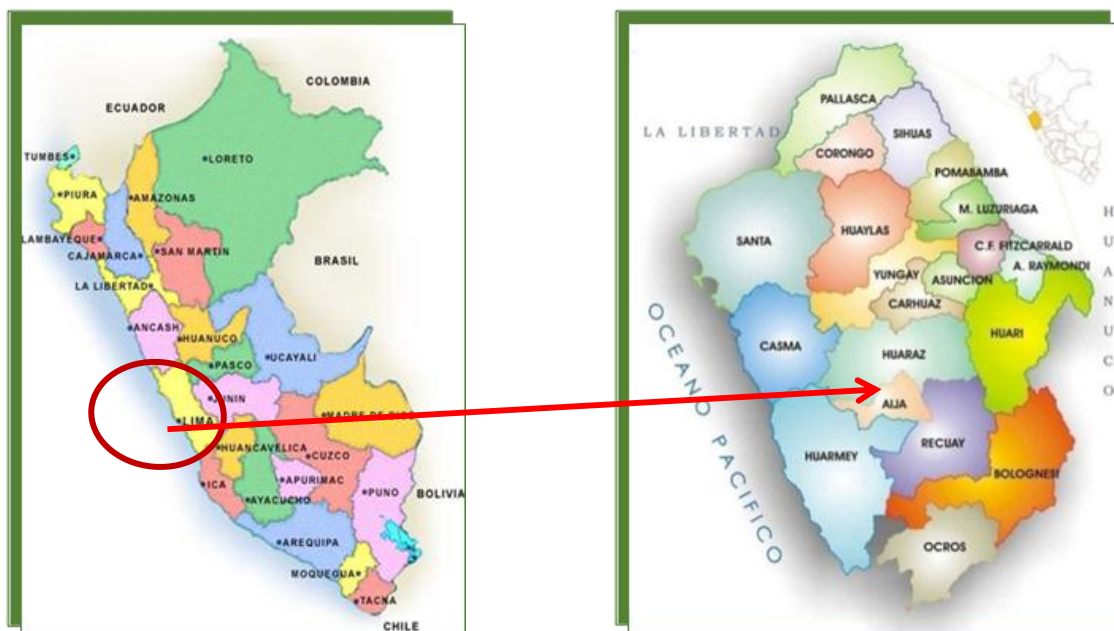 COLOMBIA
ECUADOR
TUMBES
LORETO
PIURA
AMAZONAS
LAMBAYEQUE
SAN MARTIN
CAJAMARCA
BRASIL
LA LIBERTAD
ANCASH
HUANUCO
UCAYALI
PASCO
JUNIN
LIMA
MADRE DE DIOS
HUANCAVELICA
CUZCO
ICA
APURIMAC
PUNO
BOLIVIA
AYACUCHO
AREQUIPA
MOQUEGUA
TACNA
CHILE
PALLASCA
LA LIBERTAD
SIHUAS
CORONGO
POMABAMBA
M. LUZURIAGA
HUAYLAS
SANTA
C.F. FITZCARRALD
A. RAYMONDI
YUNGAY
ASUNCION
CARHUAZ
HUANUCO
HUARI
CASMA
HUARAZ
OCEANO PACIFICO
AIJA
RECUAY
HUARMEY
BOLOGNESI
OCROS